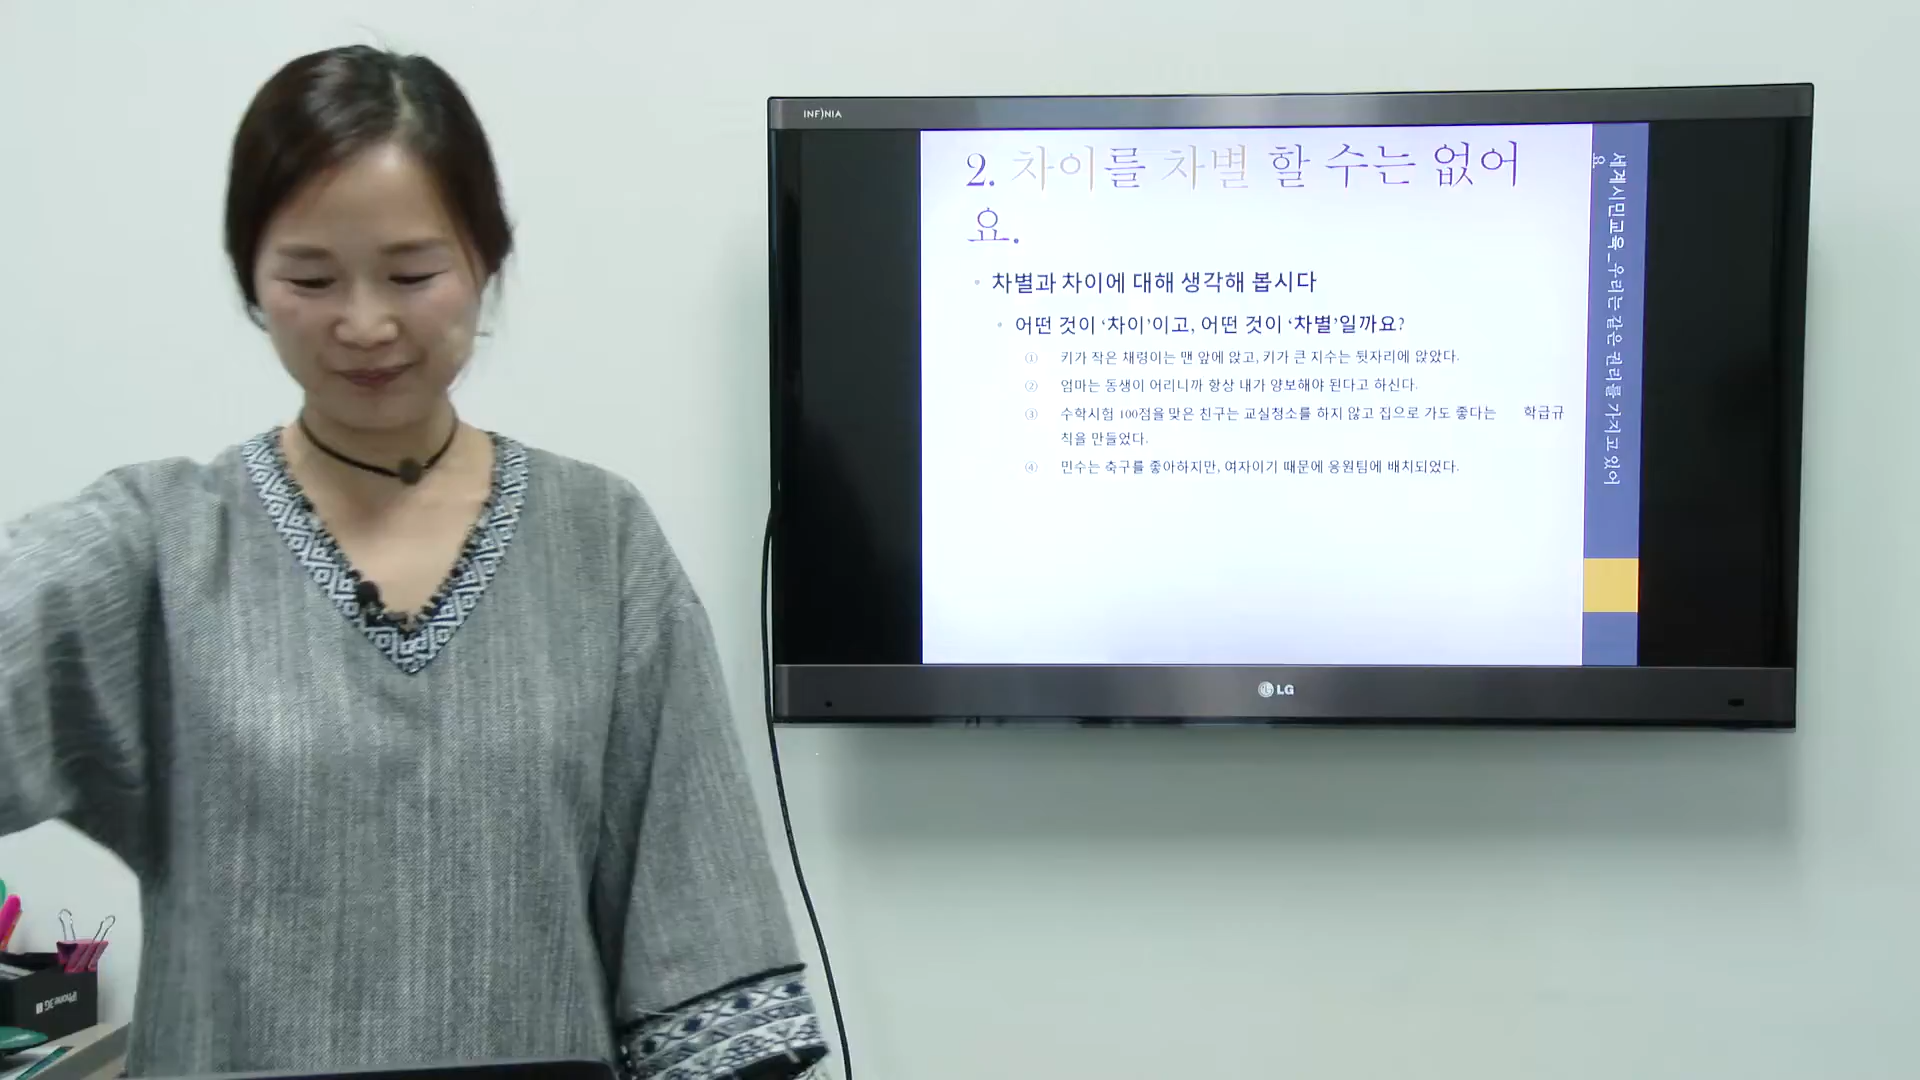 INFINIA
2. 차이를 차별 할 수는 없어
요.
• 차별과 차이에 대해 생각해 봅시다
• 어떤 것이 ‘차이’이고, 어떤 것이 ‘차별’일까요?
① 키가 작은 채령이는 맨 앞에 앉고, 키가 큰 지수는 뒷자리에 앉았다.
② 엄마는 동생이 어리니까 항상 내가 양보해야 된다고 하신다.
③ 수학시험 100점을 맞은 친구는 교실청소를 하지 않고 집으로 가도 좋다는 학급규
칙을 만들었다.
④ 민수는 축구를 좋아하지만, 여자이기 때문에 응원팀에 배치되었다.
세계시민교육_우리는 같은 권리를 가지고 있어
요
LG
iPhone 3G